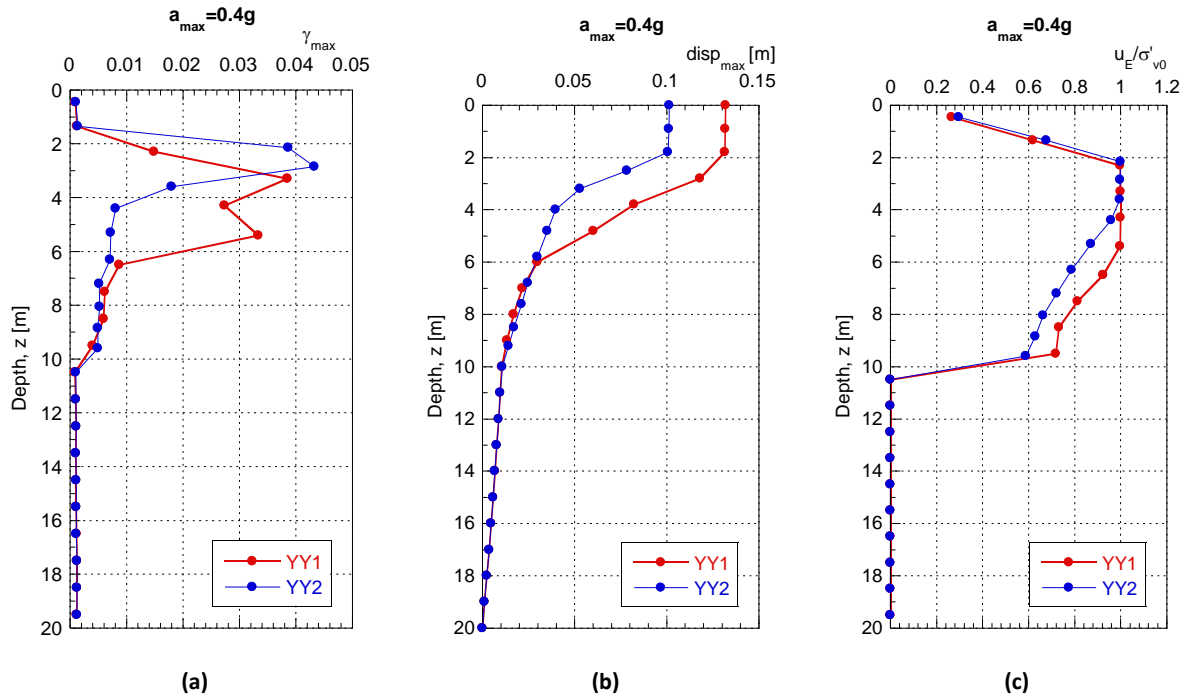 a_max=0.4g
γ_max
0 0.01 0.02 0.03 0.04 0.05
0
2
4
6
8
10
12
14
16
18
20
Depth, z [m]
YY1
YY2
(a)
a_max=0.4g
disp_max [m]
0 0.05 0.1 0.15
0
2
4
6
8
10
12
14
16
18
20
Depth, z [m]
YY1
YY2
(b)
a_max=0.4g
u_E/σ'_v0
0 0.2 0.4 0.6 0.8 1 1.2
0
2
4
6
8
10
12
14
16
18
20
Depth, z [m]
YY1
YY2
(c)